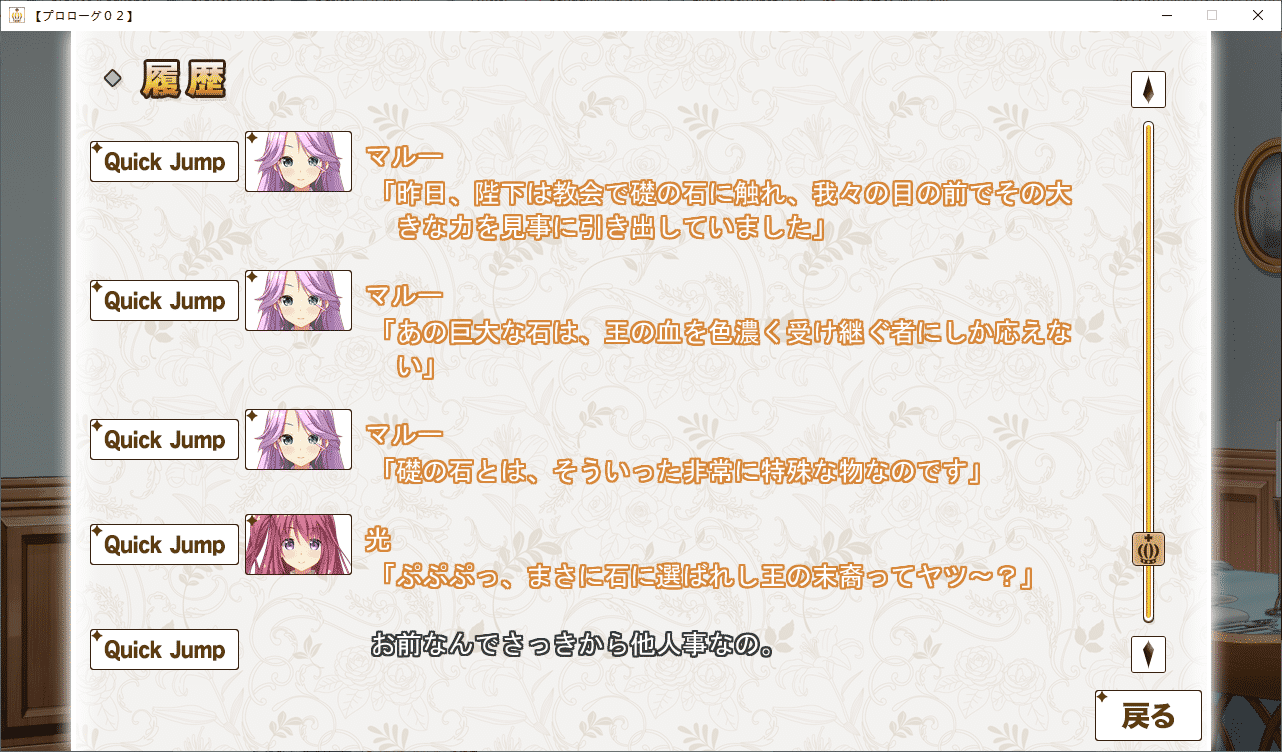 【プロローグ０２】
履歴
Quick Jump
マルー
「昨日、陛下は教会で礎の石に触れ、我々の目の前でその大
きな力を見事に引き出していました」
Quick Jump
マルー
「あの巨大な石は、王の血を色濃く受け継ぐ者にしか応えな
い」
Quick Jump
マルー
「礎の石とは、そういった非常に特殊な物なのです」
Quick Jump
光
「ぷぷぷっ、まさに石に選ばれし王の末裔ってヤツ～？」
Quick Jump
お前なんでさっきから他人事なの。
戻る